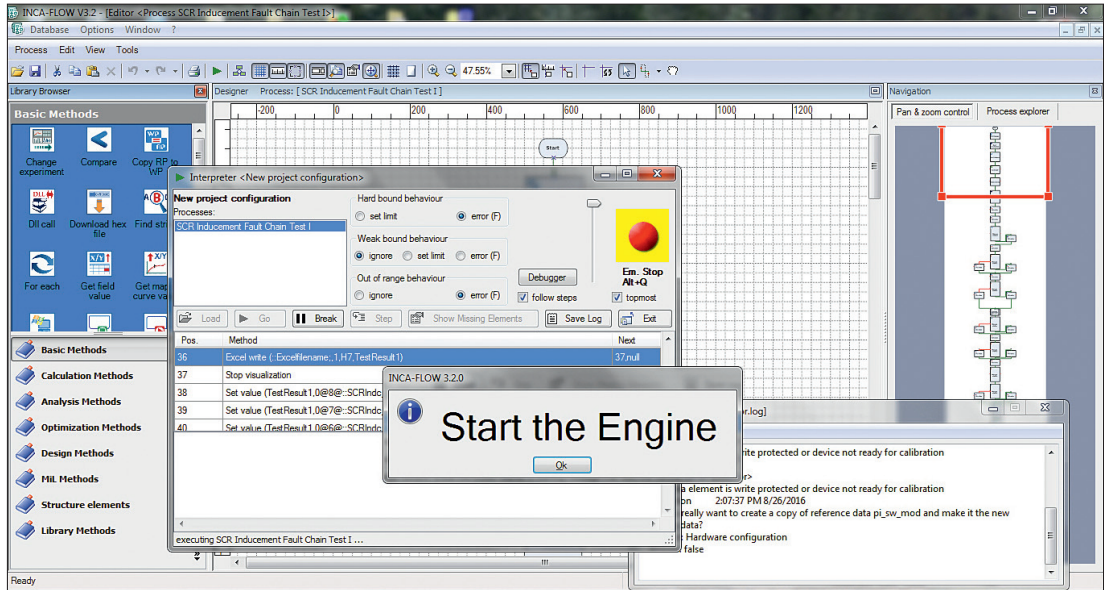 INCA-FLOW V3.2 - [Editor <Process SCR Inducement Fault Chain Test I>]
Database Options Window ?
Process Edit View Tools
47.55%
Library Browser
Designer Process: [ SCR Inducement Fault Chain Test I ]
Navigation
Basic Methods
-200 0 200 400 600 800 1000 1200
Pan & zoom control Process explorer
Start
Change experiment
Compare
Copy RP to WP
Dll call
Download hex file
Find stri
For each
Get field value
Get map curve va
Basic Methods
Calculation Methods
Analysis Methods
Optimization Methods
Design Methods
MiL Methods
Structure elements
Library Methods
Interpreter <New project configuration>
New project configuration
Processes:
SCR Inducement Fault Chain Test I
Hard bound behaviour
set limit error (F)
Weak bound behaviour
ignore set limit error (F)
Out of range behaviour
ignore error (F)
Debugger
follow steps
Em. Stop
Alt+Q
topmost
Load Go Break Step Show Missing Elements Save Log Exit
Pos. Method Next
36 Excel write (::Excelfilename;,1,H7,TestResult1) 37,null
37 Stop visualization
38 Set value (TestResult1,0@8@::SCRIndc
39 Set value (TestResult1,0@7@::SCRIndc
40 Set value (TestResult1,0@6@::SCRIndc
executing SCR Inducement Fault Chain Test I ...
INCA-FLOW 3.2.0
Start the Engine
Ok
r.log]
rite protected or device not ready for calibration
r>
a element is write protected or device not ready for calibration
on 2:07:37 PM 8/26/2016
really want to create a copy of reference data pi_sw_mod and make it the new
data?
: Hardware configuration
false
Ready